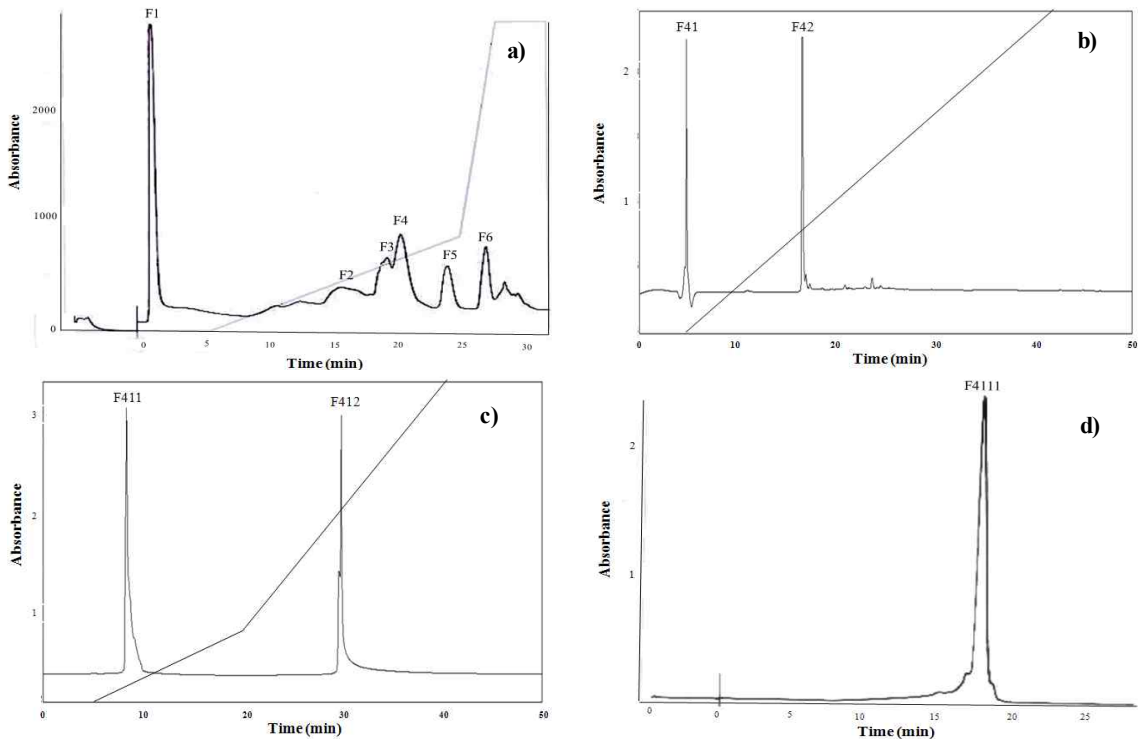 F1
a)
2000
1000
F2
F3
F4
F5
F6
0
0 5 10 15 20 25 30
Absorbance
Time (min)
F41
F42
b)
2
1
0 10 20 30 40 50
Absorbance
Time (min)
F411
F412
c)
3
2
1
0 10 20 30 40 50
Absorbance
Time (min)
F4111
d)
2
1
0 0 5 10 15 20 25
Absorbance
Time (min)